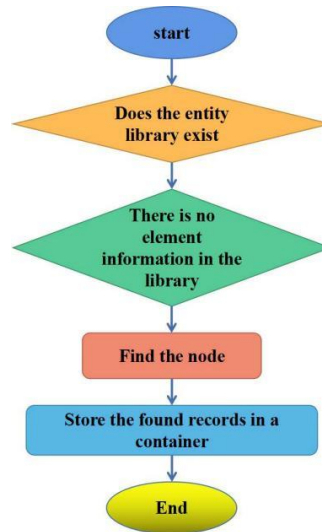 start
Does the entity
library exist
There is no
element
information in the
library
Find the node
Store the found records in a
container
End